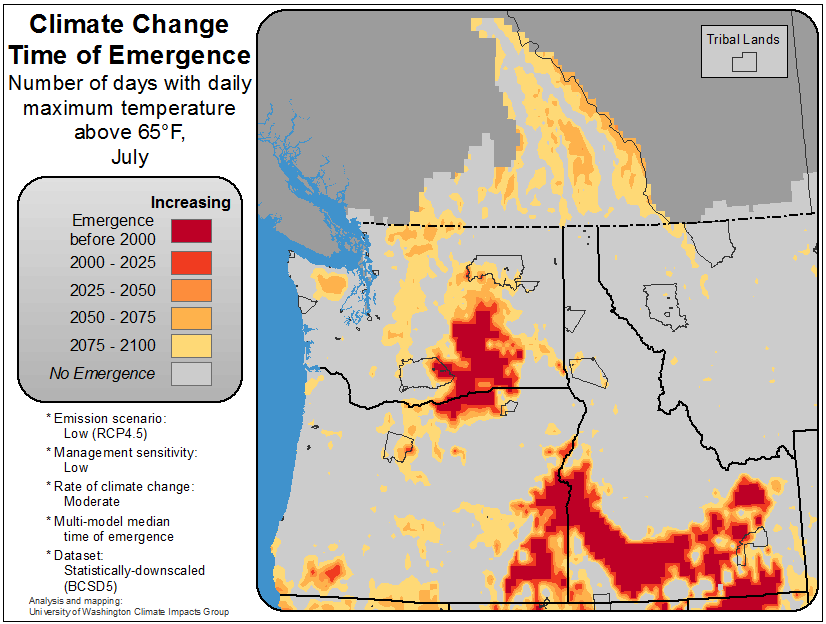 Climate Change
Time of Emergence
Number of days with daily
maximum temperature
above 65°F,
July
Increasing
Emergence
before 2000
2000 - 2025
2025 - 2050
2050 - 2075
2075 - 2100
No Emergence
* Emission scenario:
Low (RCP4.5)
* Management sensitivity:
Low
* Rate of climate change:
Moderate
* Multi-model median
time of emergence
* Dataset:
Statistically-downscaled
(BCSD5)
Analysis and mapping:
University of Washington Climate Impacts Group
Tribal Lands